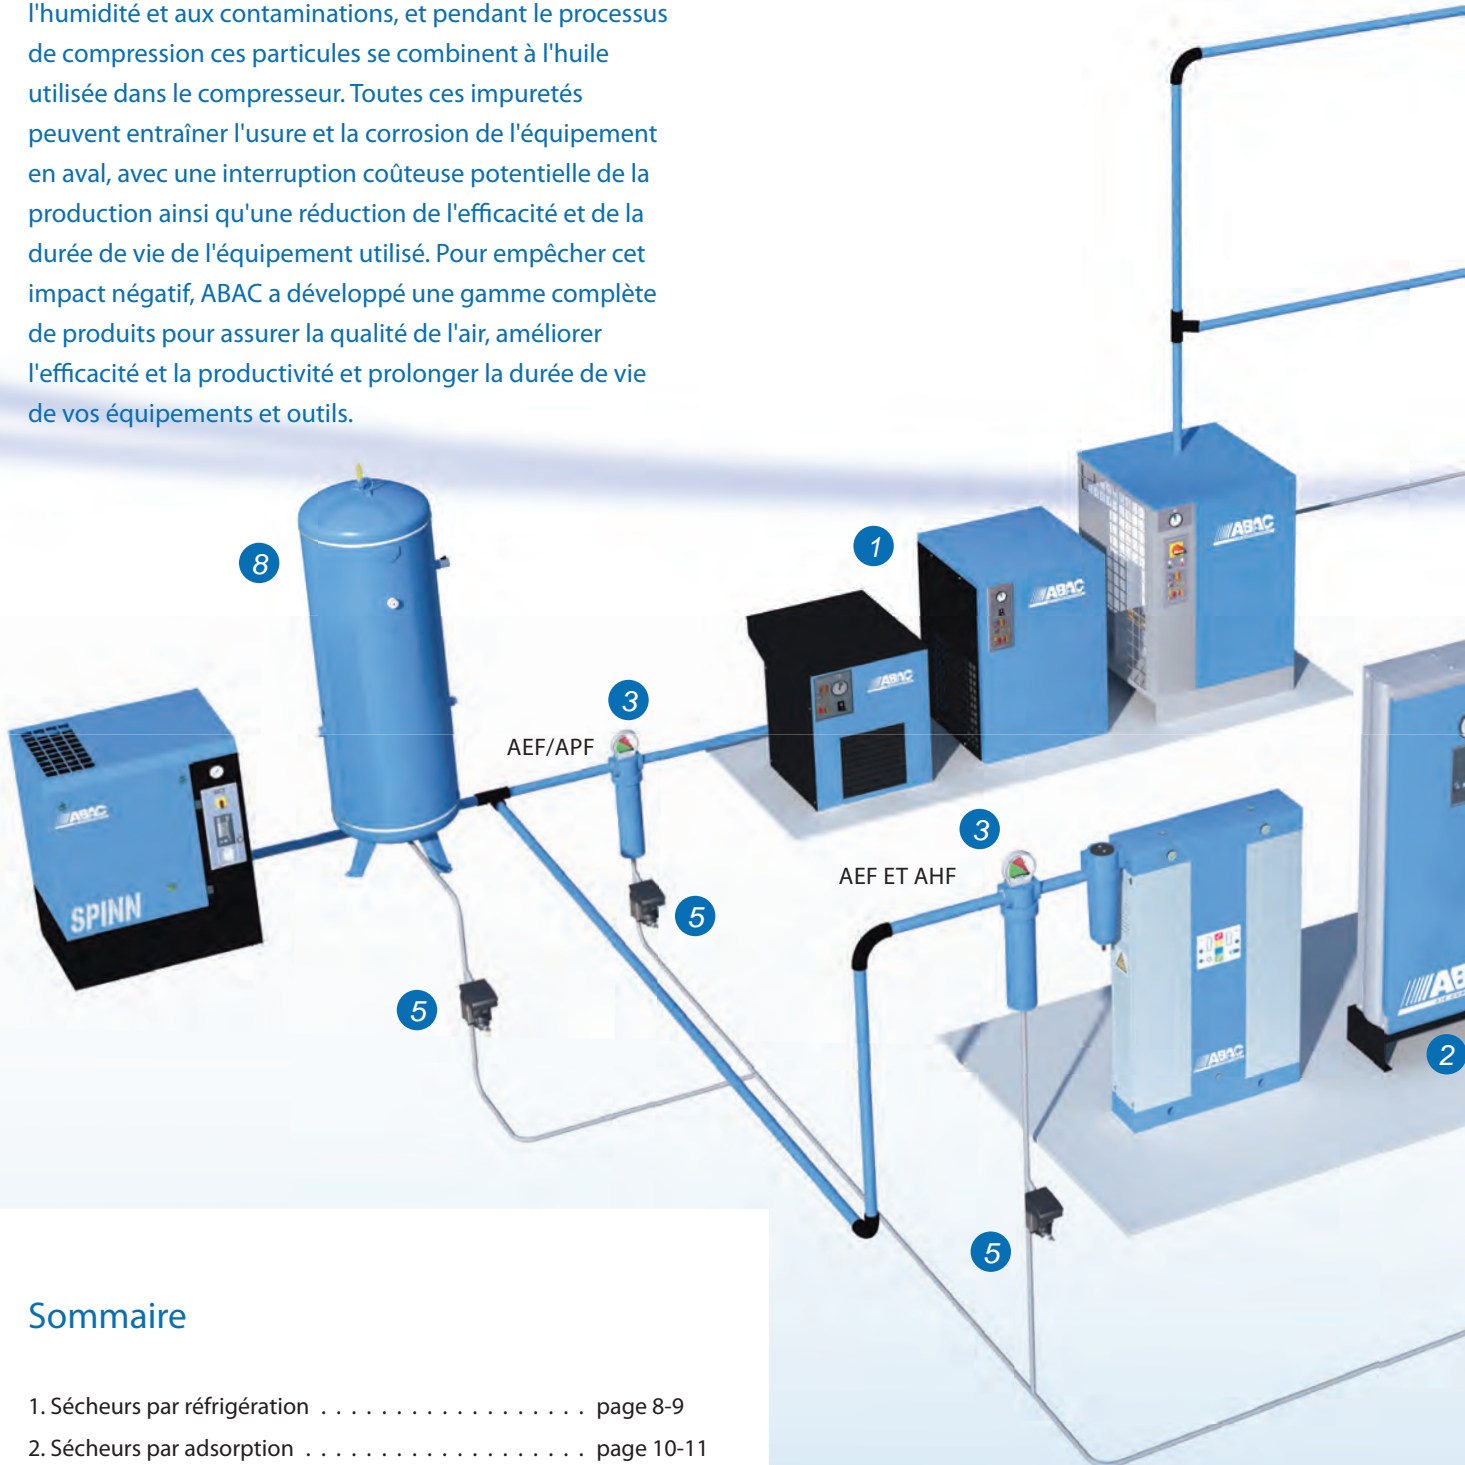 l'humidité et aux contaminations, et pendant le processus
de compression ces particules se combinent à l'huile
utilisée dans le compresseur. Toutes ces impuretés
peuvent entraîner l'usure et la corrosion de l'équipement
en aval, avec une interruption coûteuse potentielle de la
production ainsi qu'une réduction de l'efficacité et de la
durée de vie de l'équipement utilisé. Pour empêcher cet
impact négatif, ABAC a développé une gamme complète
de produits pour assurer la qualité de l'air, améliorer
l'efficacité et la productivité et prolonger la durée de vie
de vos équipements et outils.
8
1
ABAC
ABAC
ABAC
3
AEF/APF
ABAC
SPINN
3
AEF ET AHF
5
5
ABAC
AB
2
5
Sommaire
1. Sécheurs par réfrigération . . . . . . . . . . . . . . . . . . page 8-9
2. Sécheurs par adsorption . . . . . . . . . . . . . . . . . . . page 10-11